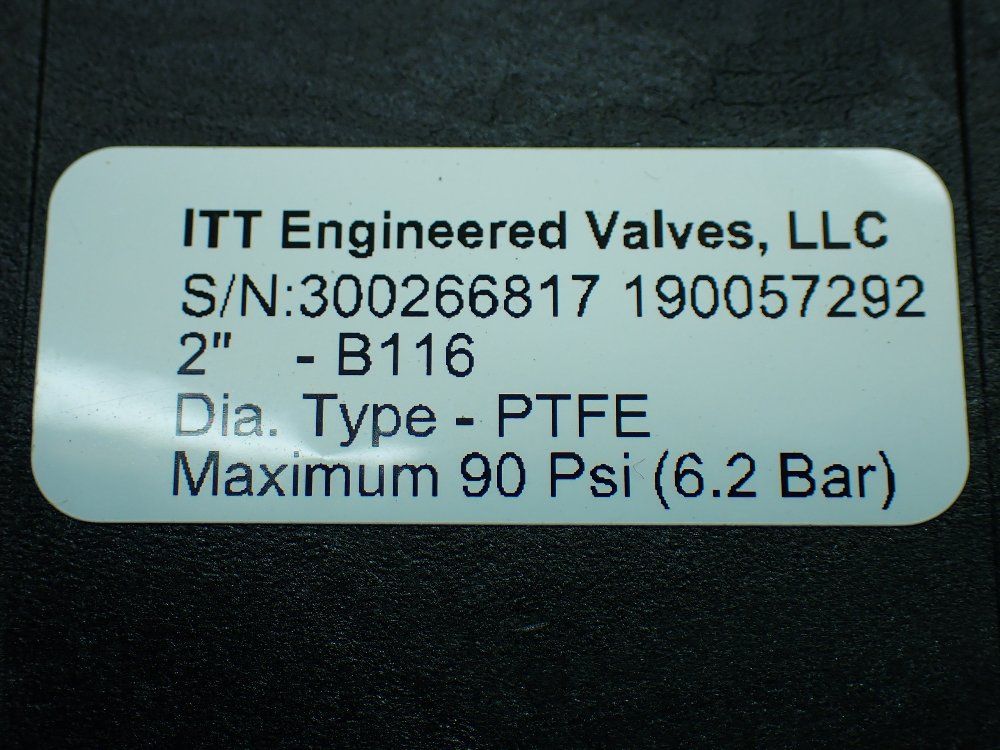 ITT Engineered Valves, LLC
S/N:300266817 190057292
2" - B116
Dia. Type - PTFE
Maximum 90 Psi (6.2 Bar)